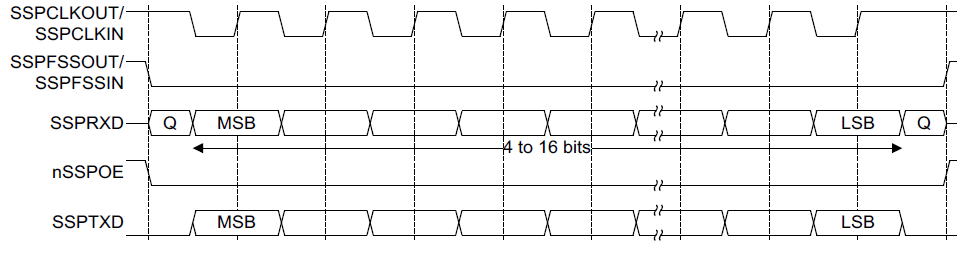 SSPCLKOUT/
SSPCLKIN
SSPFSSOUT/
SSPFSSIN
SSPRXD Q MSB LSB Q
4 to 16 bits
nSSPOE
SSPTXD MSB LSB